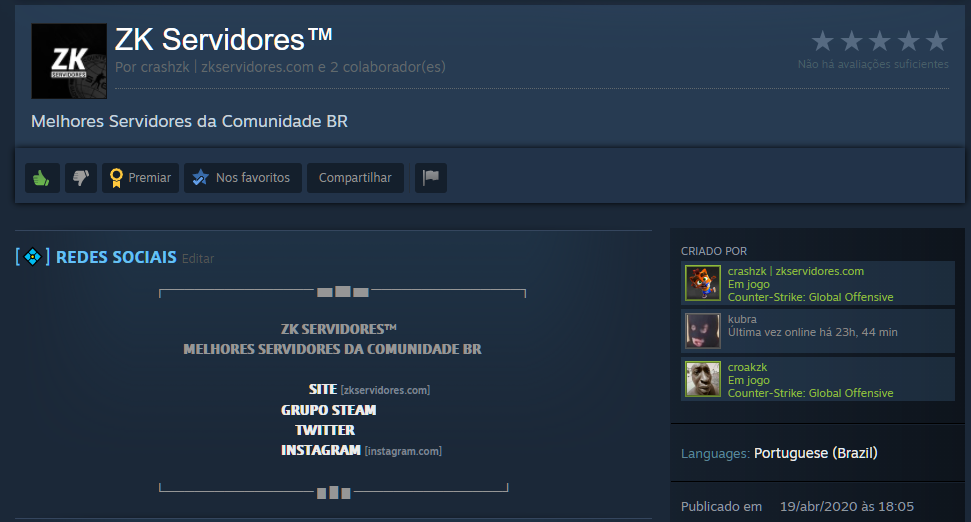 ZK Servidores™
Por crashzk | zkservidores.com e 2 colaborador(es)
ZK
SERVIDORES
Não há avaliações suficientes
Melhores Servidores da Comunidade BR
Premiar
Nos favoritos
Compartilhar
REDES SOCIAIS Editar
ZK SERVIDORES™
MELHORES SERVIDORES DA COMUNIDADE BR
SITE [zkservidores.com]
GRUPO STEAM
TWITTER
INSTAGRAM [instagram.com]
CRIADO POR
crashzk | zkservidores.com
Em jogo
Counter-Strike: Global Offensive
kubra
Última vez online há 23h, 44 min
croakzk
Em jogo
Counter-Strike: Global Offensive
Languages: Portuguese (Brazil)
Publicado em 19/abr/2020 às 18:05